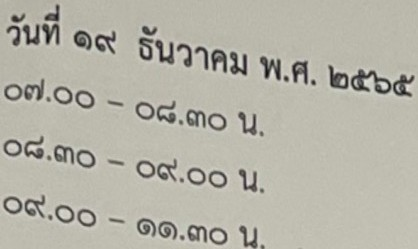 วันที่ ๑๙ ธันวาคม พ.ศ. ๒๕๖๕
๐๗.๐๐ - ๐๘.๓๐ น.
๐๘.๓๐ - ๐๙.๐๐ น.
๐๙.๐๐ - ๑๑.๓๐ น.